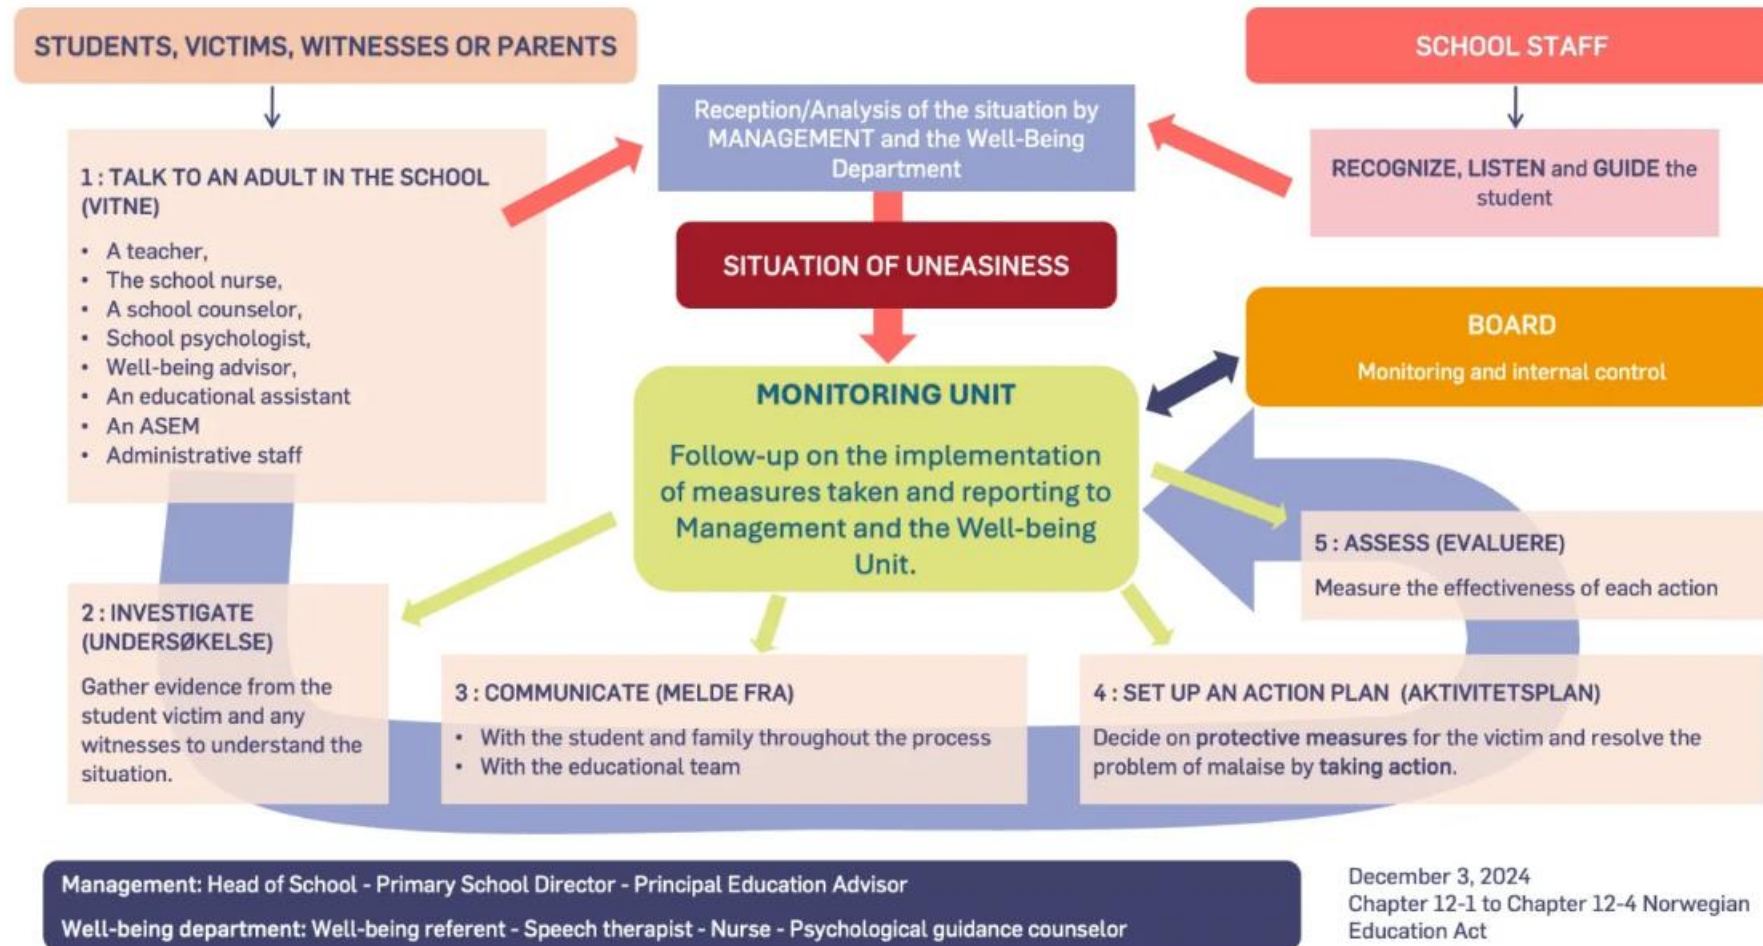 STUDENTS, VICTIMS, WITNESSES OR PARENTS
1 : TALK TO AN ADULT IN THE SCHOOL
(VITNE)
• A teacher,
• The school nurse,
• A school counselor,
• School psychologist,
• Well-being advisor,
• An educational assistant
• An ASEM
• Administrative staff
Reception/Analysis of the situation by
MANAGEMENT and the Well-Being
Department
SCHOOL STAFF
RECOGNIZE, LISTEN and GUIDE the
student
SITUATION OF UNEASINESS
MONITORING UNIT
Follow-up on the implementation
of measures taken and reporting to
Management and the Well-being
Unit.
BOARD
Monitoring and internal control
2 : INVESTIGATE
(UNDERSØKELSE)
Gather evidence from the
student victim and any
witnesses to understand the
situation.
3 : COMMUNICATE (MELDE FRA)
• With the student and family throughout the process
• With the educational team
4 : SET UP AN ACTION PLAN (AKTIVITETSPLAN)
Decide on protective measures for the victim and resolve the
problem of malaise by taking action.
5 : ASSESS (EVALUERE)
Measure the effectiveness of each action
Management: Head of School - Primary School Director - Principal Education Advisor
Well-being department: Well-being referent - Speech therapist - Nurse - Psychological guidance counselor
December 3, 2024
Chapter 12-1 to Chapter 12-4 Norwegian
Education Act